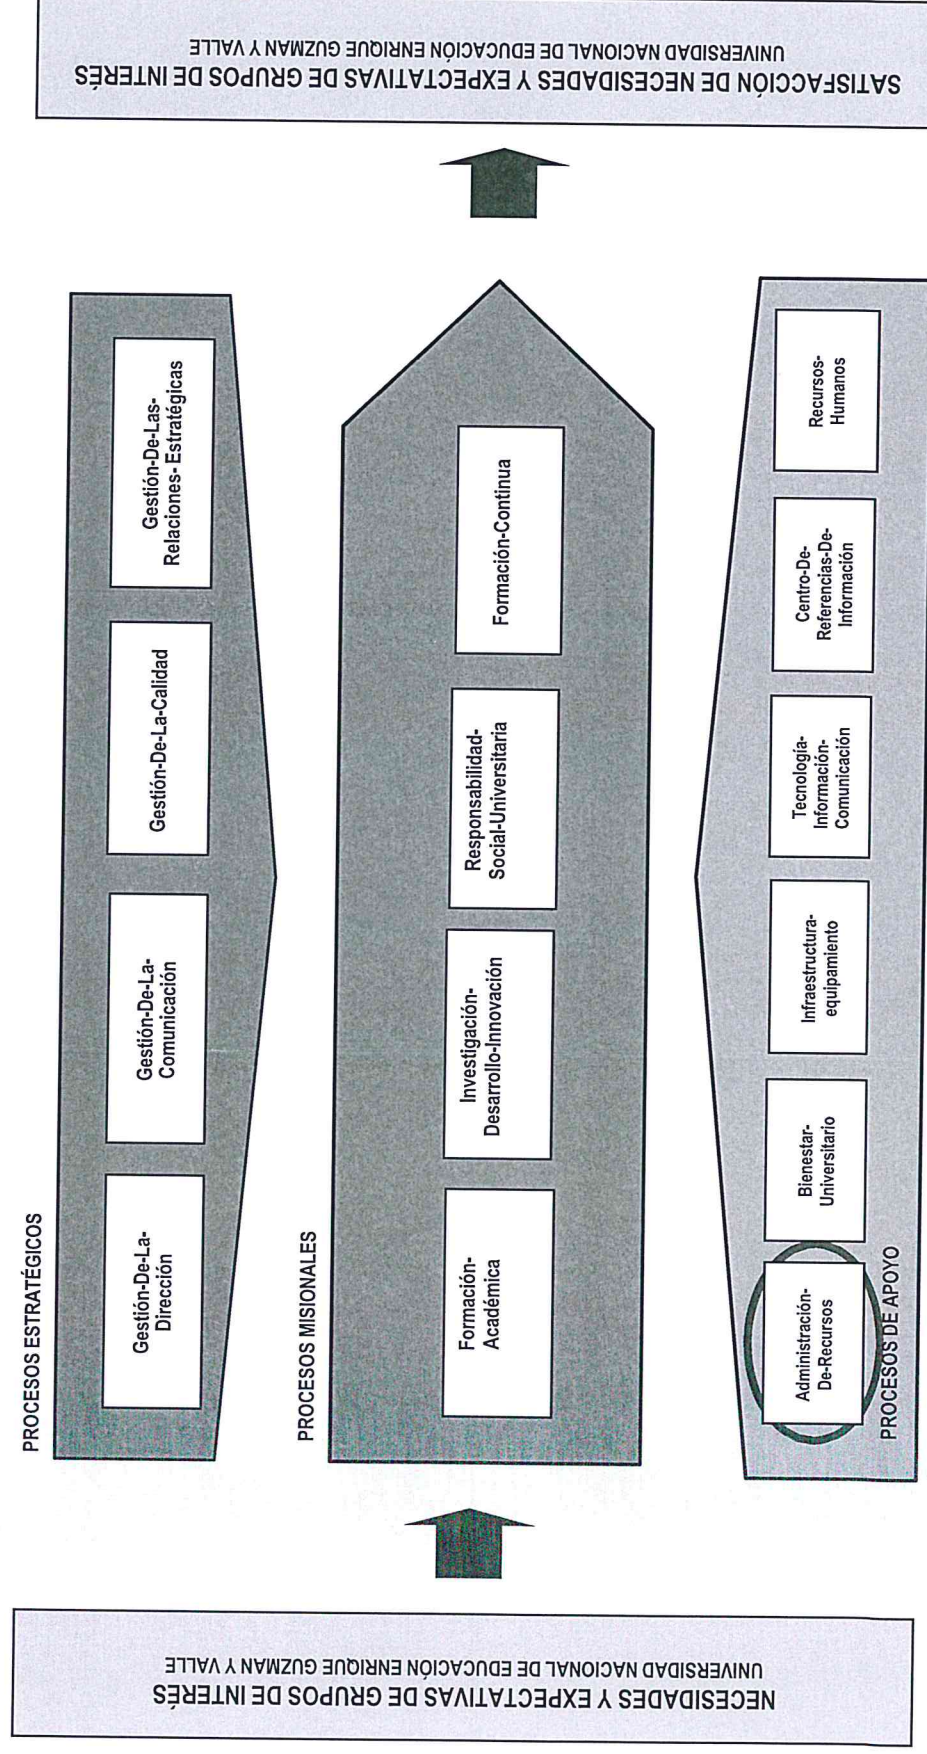 NECESIDADES Y EXPECTATIVAS DE GRUPOS DE INTERÉS
UNIVERSIDAD NACIONAL DE EDUCACIÓN ENRIQUE GUZMAN Y VALLE
PROCESOS ESTRATÉGICOS
Gestión-De-La-
Dirección
Gestión-De-La-
Comunicación
Gestión-De-La-Calidad
Gestión-De-Las-
Relaciones- Estratégicas
PROCESOS MISIONALES
Formación-
Académica
Investigación-
Desarrollo-Innovación
Responsabilidad-
Social-Universitaria
Formación-Continua
Administración-
De-Recursos
Bienestar-
Universitario
Infraestructura-
equipamiento
Tecnología-
Información-
Comunicación
Centro-De-
Referencias-De-
Información
Recursos-
Humanos
PROCESOS DE APOYO
SATISFACCIÓN DE NECESIDADES Y EXPECTATIVAS DE GRUPOS DE INTERÉS
UNIVERSIDAD NACIONAL DE EDUCACIÓN ENRIQUE GUZMAN Y VALLE